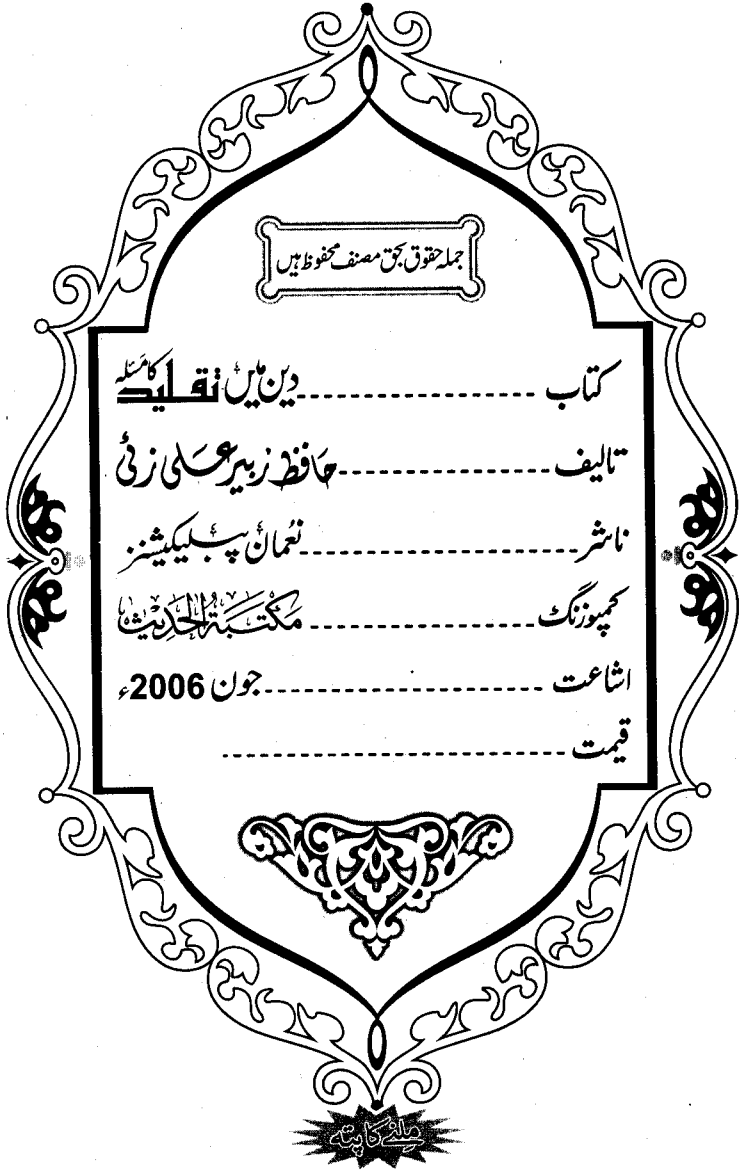 جملہ حقوق بحق مصنف محفوظ ہیں
کتاب ---------------- دین میں تقلید کا مسئلہ
تالیف ---------------- حافظ زبیر علی زئی
ناشر ---------------- نعمان پبلیکیشنز
کمپوزنگ ---------------- مکتبۃ الحدیث
اشاعت ---------------- جون 2006ء
قیمت ----------------
ملنے کا پتہ